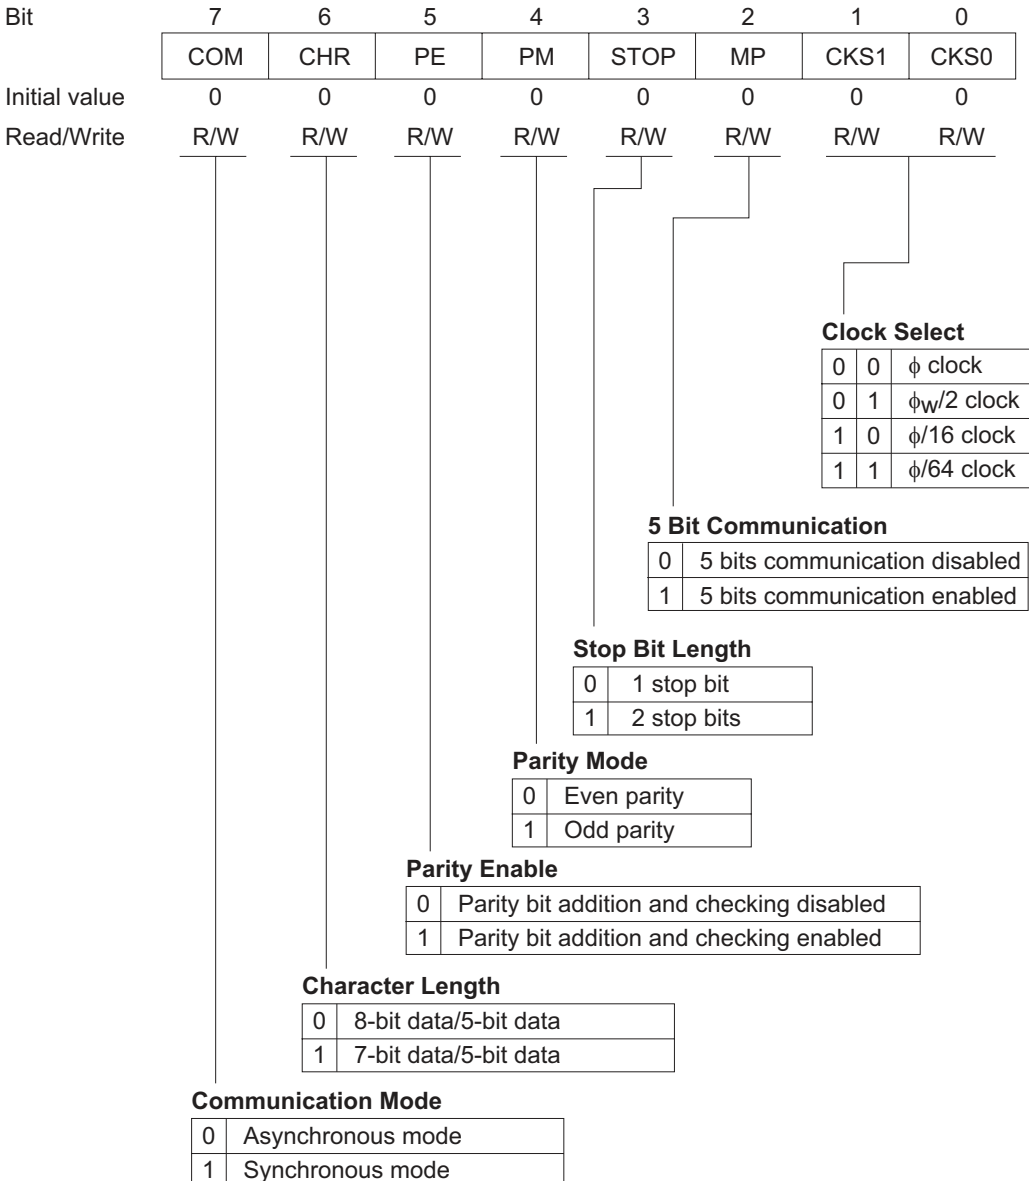 Bit 7 6 5 4 3 2 1 0
COM CHR PE PM STOP MP CKS1 CKS0
Initial value 0 0 0 0 0 0 0 0
Read/Write R/W R/W R/W R/W R/W R/W R/W R/W
Clock Select
0 0 ϕ clock
0 1 ϕW/2 clock
1 0 ϕ/16 clock
1 1 ϕ/64 clock
5 Bit Communication
0 5 bits communication disabled
1 5 bits communication enabled
Stop Bit Length
0 1 stop bit
1 2 stop bits
Parity Mode
0 Even parity
1 Odd parity
Parity Enable
0 Parity bit addition and checking disabled
1 Parity bit addition and checking enabled
Character Length
0 8-bit data/5-bit data
1 7-bit data/5-bit data
Communication Mode
0 Asynchronous mode
1 Synchronous mode